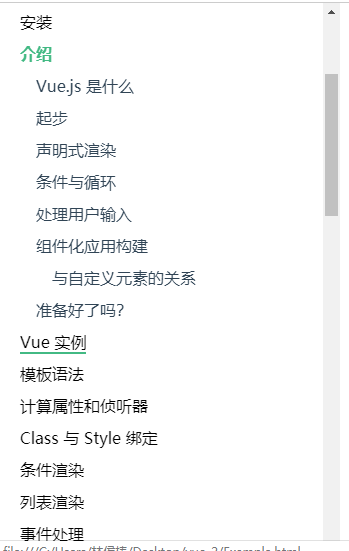 安装
介绍
Vue.js 是什么
起步
声明式渲染
条件与循环
处理用户输入
组件化应用构建
与自定义元素的关系
准备好了吗?
Vue 实例
模板语法
计算属性和侦听器
Class 与 Style 绑定
条件渲染
列表渲染
事件处理